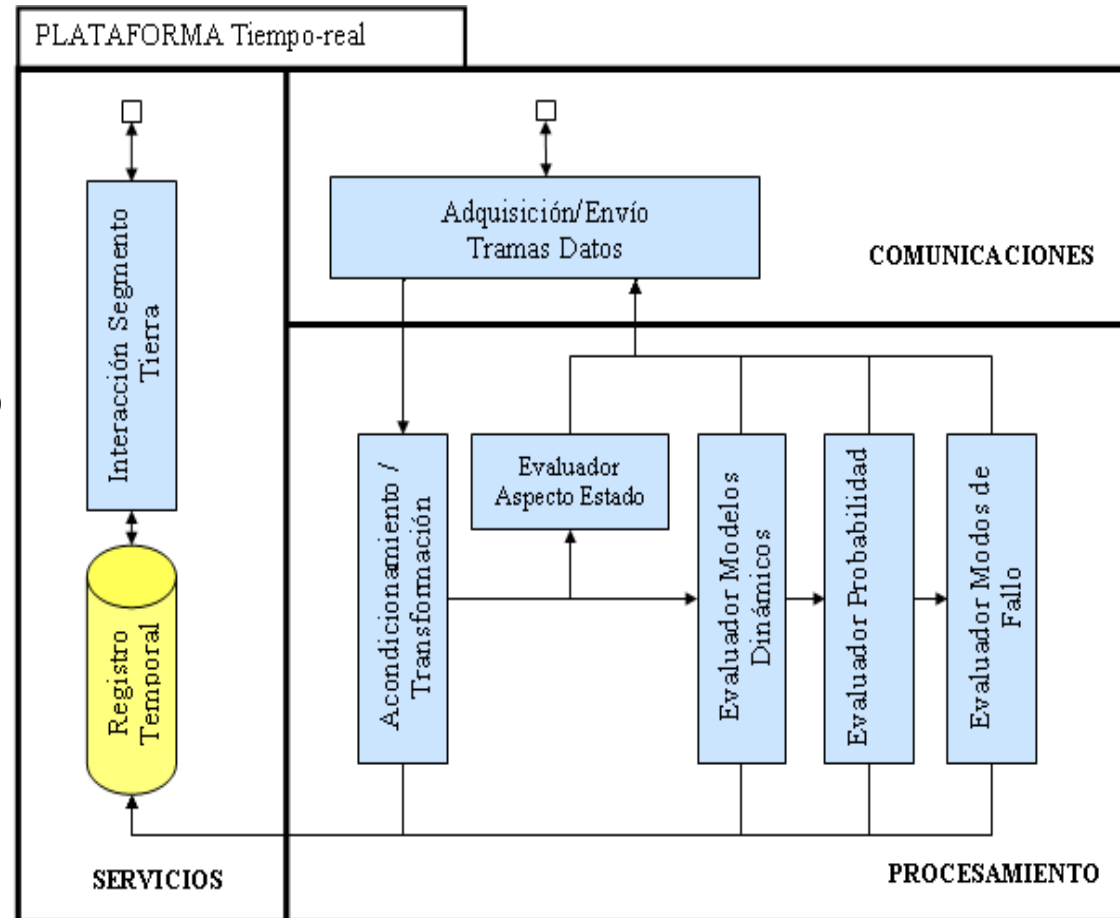 PLATAFORMA Tiempo-real
Interacción Segmento
Tierra
Registro
Temporal
SERVICIOS
Adquisición/Envío
Tramas Datos
COMUNICACIONES
Acondicionamiento /
Transformación
Evaluador
Aspecto Estado
Evaluador Modelos
Dinámicos
Evaluador Probabilidad
Evaluador Modos de
Fallo
PROCESAMIENTO